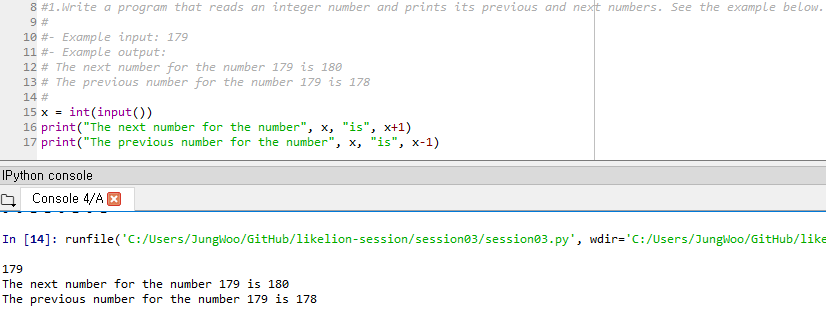 8 #1.Write a program that reads an integer number and prints its previous and next numbers. See the example below.
9 #
10 #- Example input: 179
11 #- Example output:
12 # The next number for the number 179 is 180
13 # The previous number for the number 179 is 178
14 #
15 x = int(input())
16 print("The next number for the number", x, "is", x+1)
17 print("The previous number for the number", x, "is", x-1)
IPython console
Console 4/A
In [14]: runfile('C:/Users/JungWoo/GitHub/likelion-session/session03/session03.py', wdir='C:/Users/JungWoo/GitHub/like
179
The next number for the number 179 is 180
The previous number for the number 179 is 178